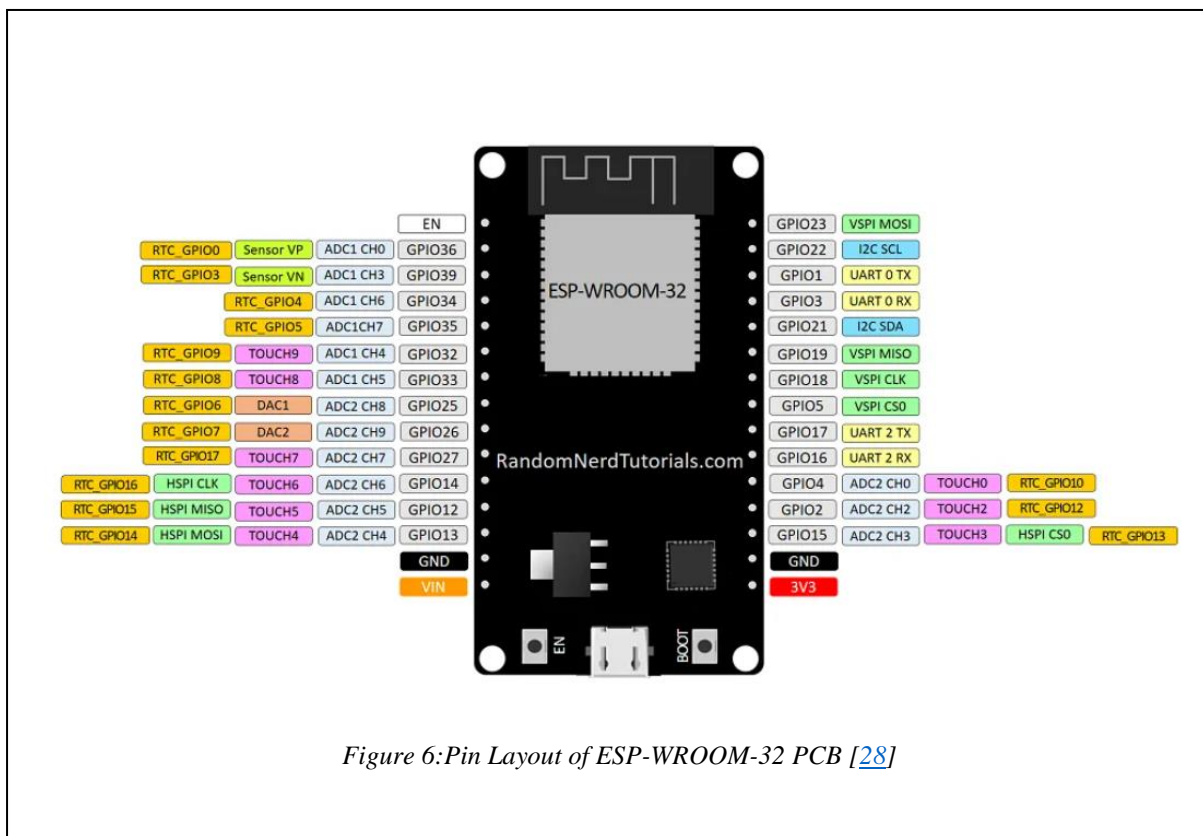 EN GPIO23 VSPI MOSI
RTC_GPIO0 Sensor VP ADC1 CH0 GPIO36 GPIO22 I2C SCL
RTC_GPIO3 Sensor VN ADC1 CH3 GPIO39 GPIO1 UART 0 TX
RTC_GPIO4 ADC1 CH6 GPIO34 GPIO3 UART 0 RX
ESP-WROOM-32
RTC_GPIO5 ADC1CH7 GPIO35 GPIO21 I2C SDA
RTC_GPIO9 TOUCH9 ADC1 CH4 GPIO32 GPIO19 VSPI MISO
RTC_GPIO8 TOUCH8 ADC1 CH5 GPIO33 GPIO18 VSPI CLK
RTC_GPIO6 DAC1 ADC2 CH8 GPIO25 GPIO5 VSPI CS0
RTC_GPIO7 DAC2 ADC2 CH9 GPIO26 GPIO17 UART 2 TX
RTC_GPIO17 TOUCH7 ADC2 CH7 GPIO27 RandomNerdTutorials.com GPIO16 UART 2 RX
RTC_GPIO16 HSPI CLK TOUCH6 ADC2 CH6 GPIO14 GPIO4 ADC2 CH0 TOUCH0 RTC_GPIO10
RTC_GPIO15 HSPI MISO TOUCH5 ADC2 CH5 GPIO12 GPIO2 ADC2 CH2 TOUCH2 RTC_GPIO12
RTC_GPIO14 HSPI MOSI TOUCH4 ADC2 CH4 GPIO13 GPIO15 ADC2 CH3 TOUCH3 HSPI CS0 RTC_GPIO13
GND GND
VIN 3V3
EN BOOT
Figure 6:Pin Layout of ESP-WROOM-32 PCB [28]